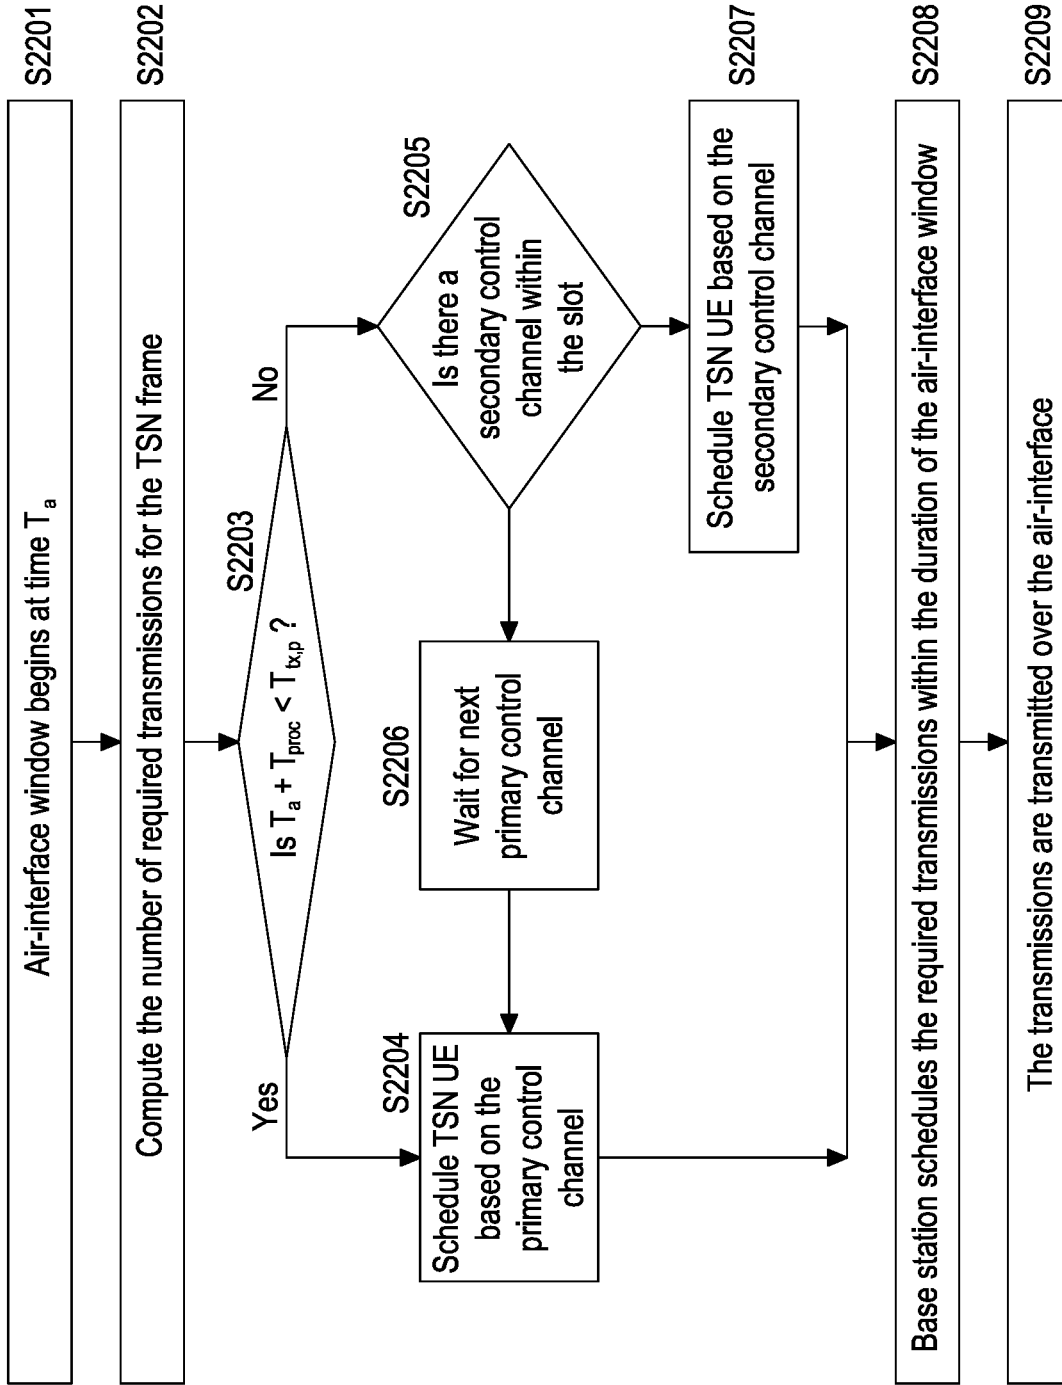 S2201
Air-interface window begins at time Ta
S2202
Compute the number of required transmissions for the TSN frame
S2203
Is Ta + Tproc < Ttx,p ?
Yes
No
S2204
Schedule TSN UE
based on the
primary control
channel
S2206
Wait for next
primary control
channel
S2205
Is there a
secondary control
channel within
the slot
S2207
Schedule TSN UE based on the
secondary control channel
S2208
Base station schedules the required transmissions within the duration of the air-interface window
S2209
The transmissions are transmitted over the air-interface